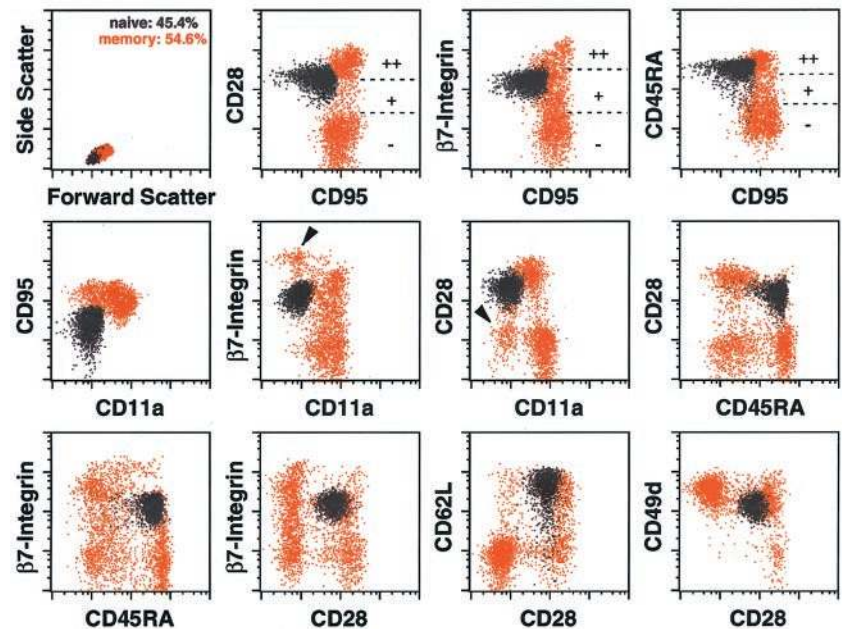 naive: 45.4%
memory: 54.6%
Side Scatter
Forward Scatter
CD28
++
+
-
CD95
β7-Integrin
++
+
-
CD95
CD45RA
++
+
-
CD95
CD95
CD11a
β7-Integrin
CD11a
CD28
CD11a
CD28
CD45RA
β7-Integrin
CD45RA
β7-Integrin
CD28
CD62L
CD28
CD49d
CD28